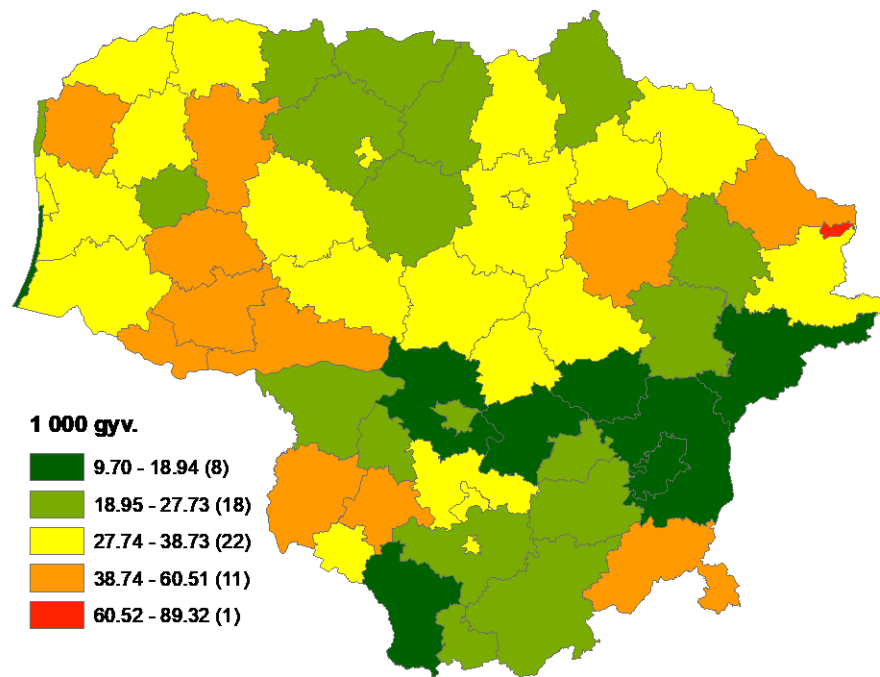 1 000 gyv.
9.70 - 18.94 (8)
18.95 - 27.73 (18)
27.74 - 38.73 (22)
38.74 - 60.51 (11)
60.52 - 89.32 (1)